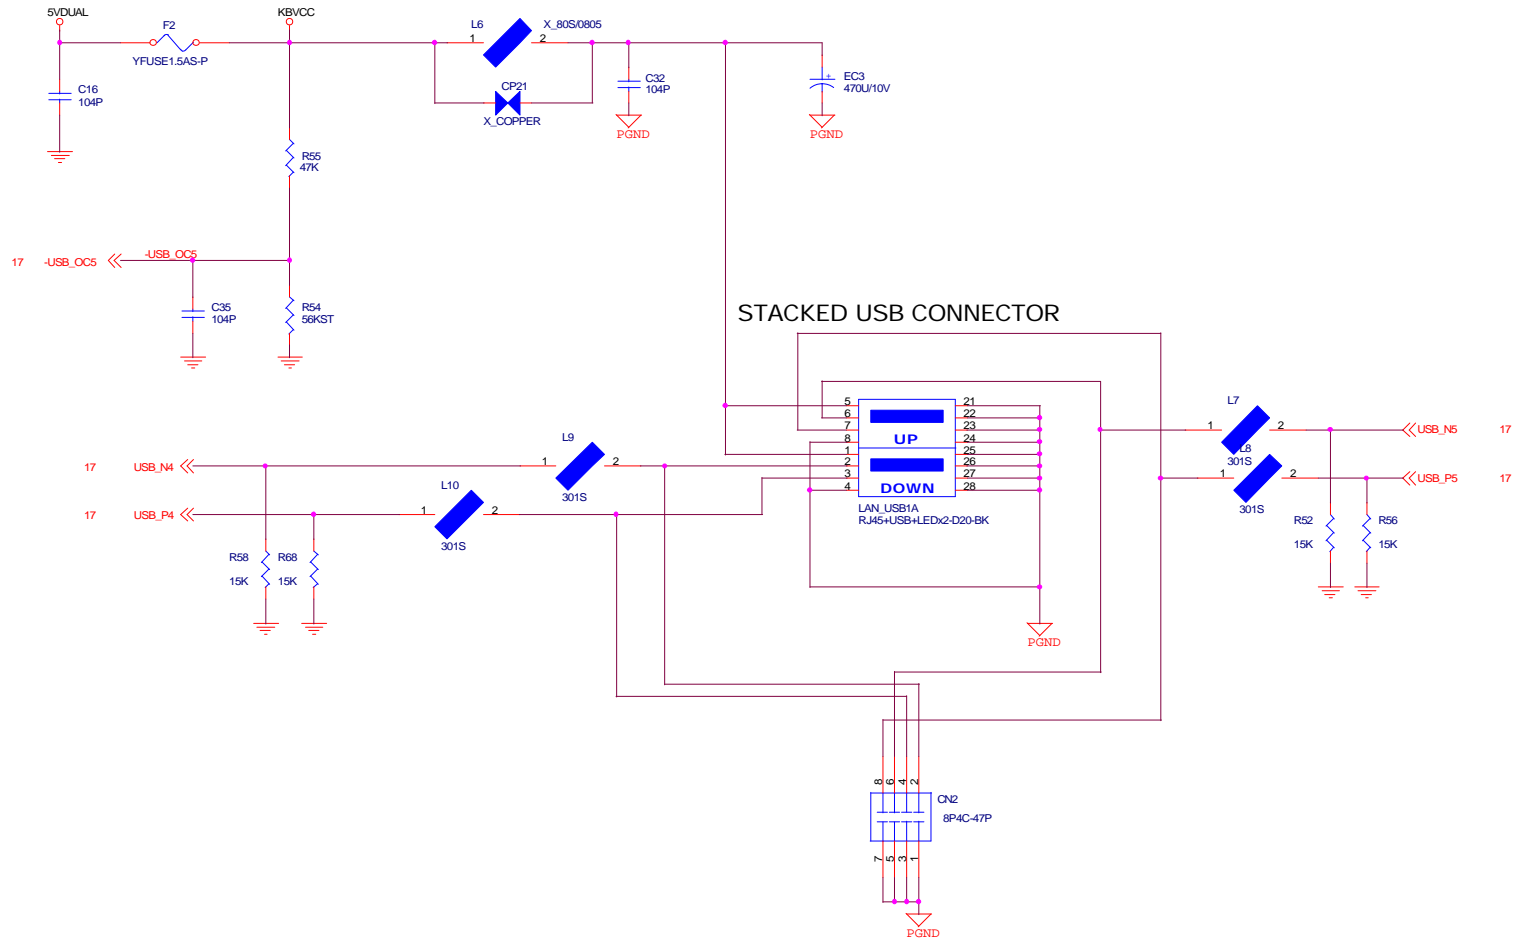 5VDUAL
F2
YFUSE1.5AS-P
KBVCC
L6
X_80S/0805
1
2
C16
104P
CP21
X_COPPER
C32
104P
PGND
EC3
470U/10V
+
PGND
R55
47K
17 -USB_OC5
-USB_OC5
C35
104P
R54
56KST
STACKED USB CONNECTOR
5
6
7
8
1
2
3
4
UP
DOWN
21
22
23
24
25
26
27
28
LAN_USB1A
RJ45+USB+LEDx2-D20-BK
PGND
17 USB_N4
L9
1
2
301S
17 USB_P4
L10
1
2
301S
R58
15K
R68
15K
L7
1
2
301S
USB_N5 17
L8
1
2
301S
USB_P5 17
R52
15K
R56
15K
8
6
4
2
CN2
8P4C-47P
7
5
3
1
PGND